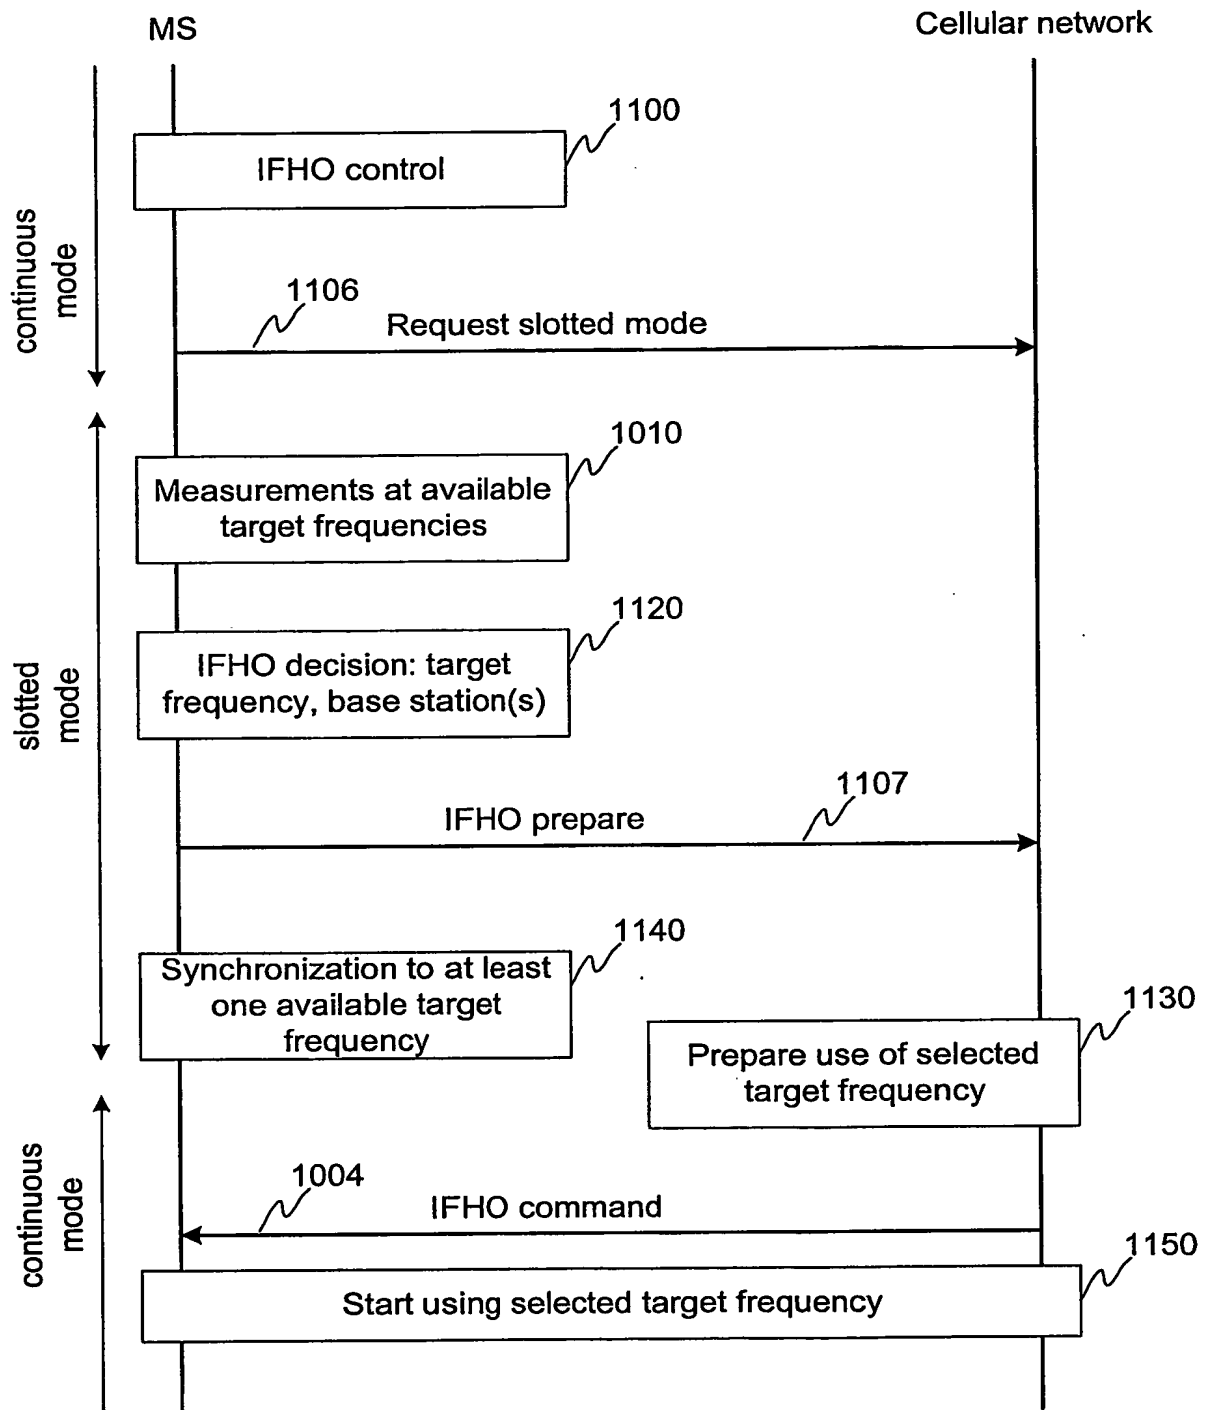 MS
Cellular network
1100
IFHO control
continuous
mode
1106
Request slotted mode
1010
Measurements at available
target frequencies
1120
IFHO decision: target
frequency, base station(s)
slotted
mode
1107
IFHO prepare
1140
Synchronization to at least
one available target
frequency
1130
Prepare use of selected
target frequency
continuous
mode
1004
IFHO command
1150
Start using selected target frequency